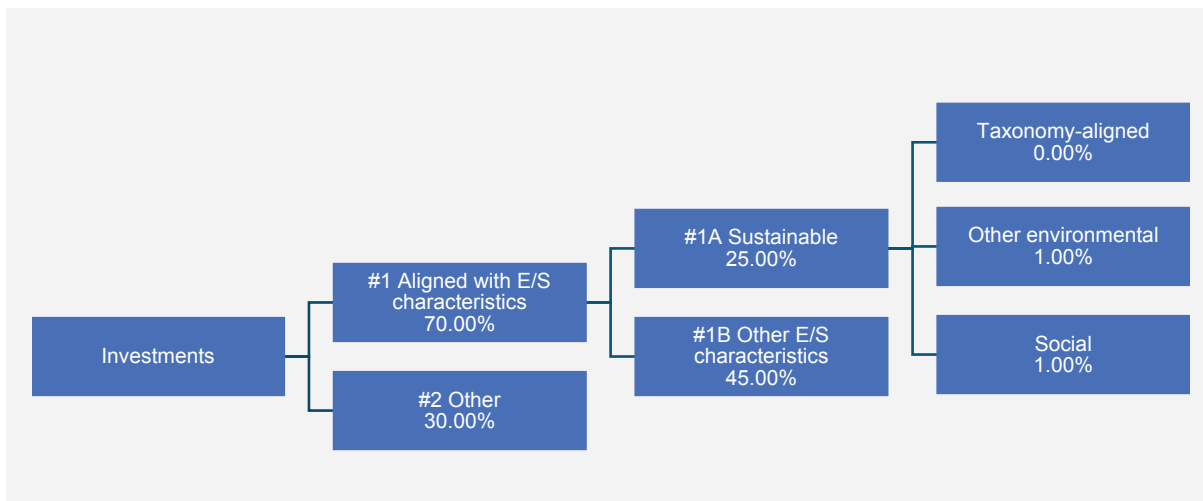 Investments
#1 Aligned with E/S
characteristics
70.00%
#2 Other
30.00%
#1A Sustainable
25.00%
#1B Other E/S
characteristics
45.00%
Taxonomy-aligned
0.00%
Other environmental
1.00%
Social
1.00%